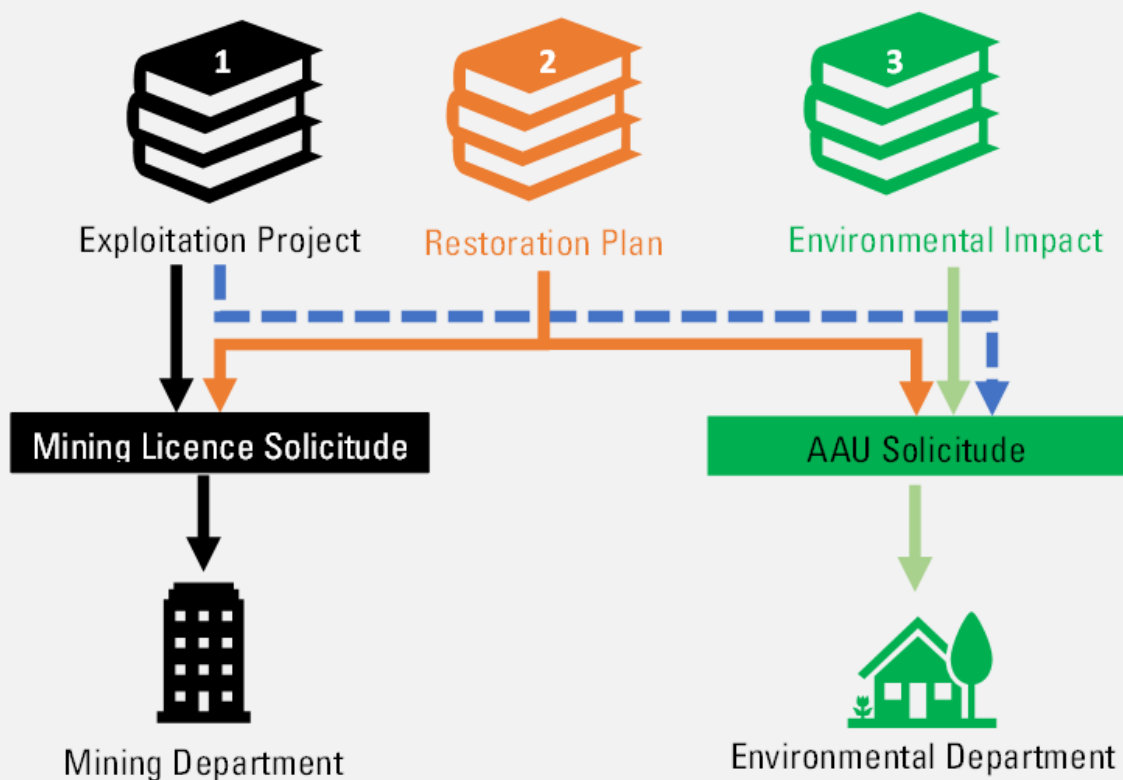 1
2
3
Exploitation Project
Restoration Plan
Environmental Impact
Mining Licence Solicitude
AAU Solicitude
Mining Department
Environmental Department